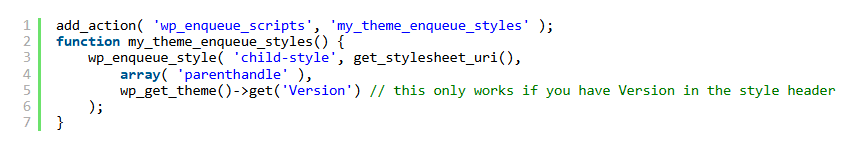 1 add_action( 'wp_enqueue_scripts', 'my_theme_enqueue_styles' );
2 function my_theme_enqueue_styles() {
3     wp_enqueue_style( 'child-style', get_stylesheet_uri(),
4         array( 'parenthandle' ),
5         wp_get_theme()->get('Version') // this only works if you have Version in the style header
6     );
7 }